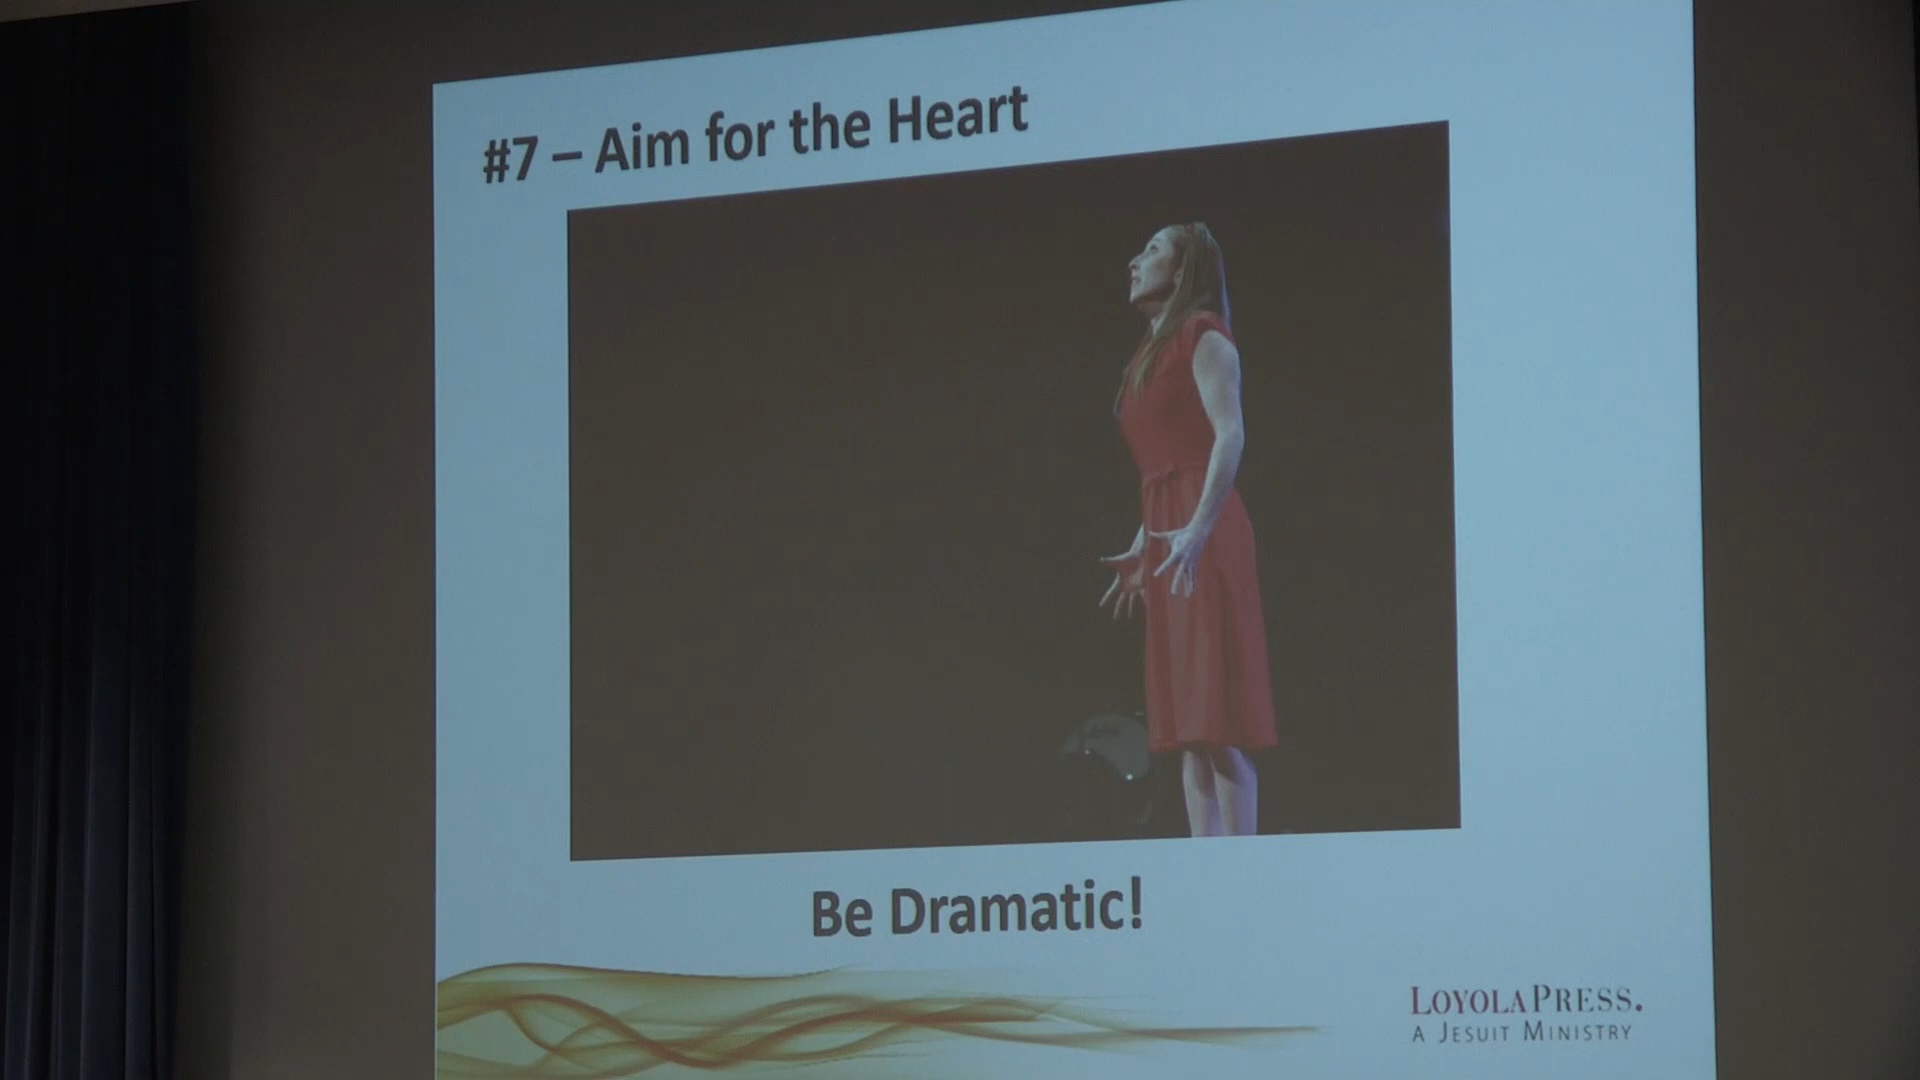 #7 – Aim for the Heart
Be Dramatic!
LOYOLA PRESS.
A JESUIT MINISTRY